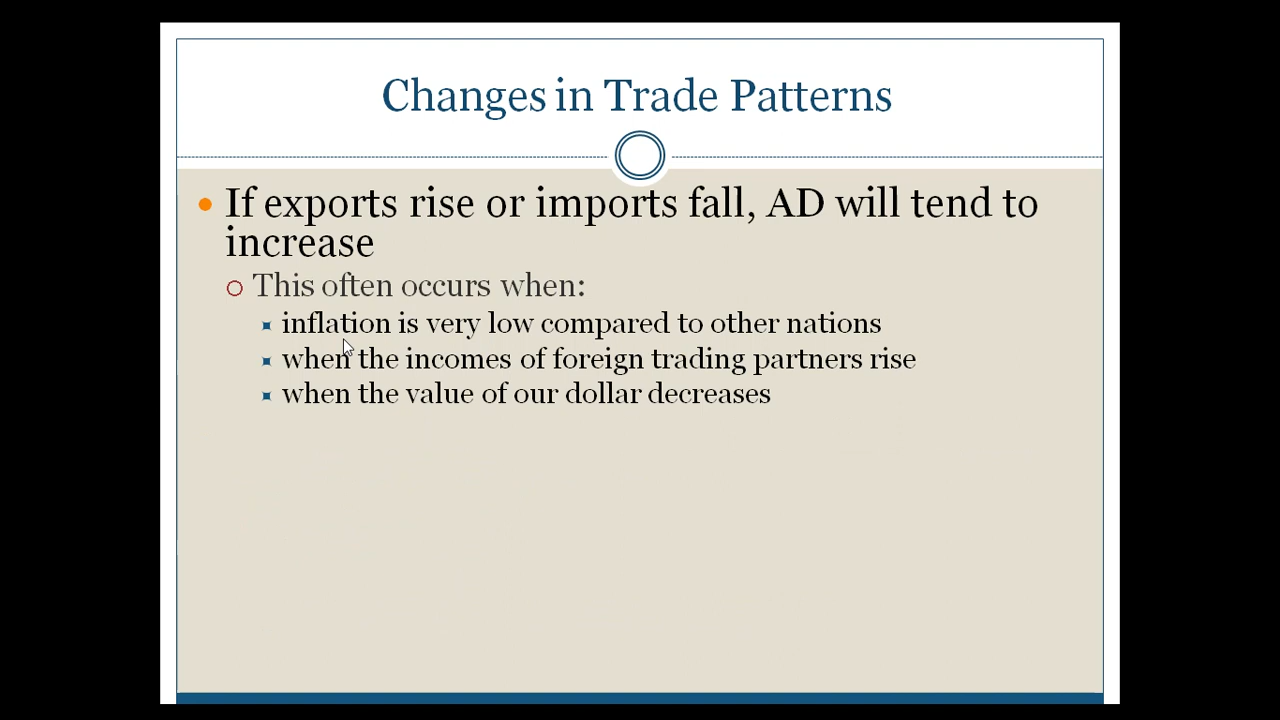 Changes in Trade Patterns
If exports rise or imports fall, AD will tend to
increase
This often occurs when:
inflation is very low compared to other nations
when the incomes of foreign trading partners rise
when the value of our dollar decreases